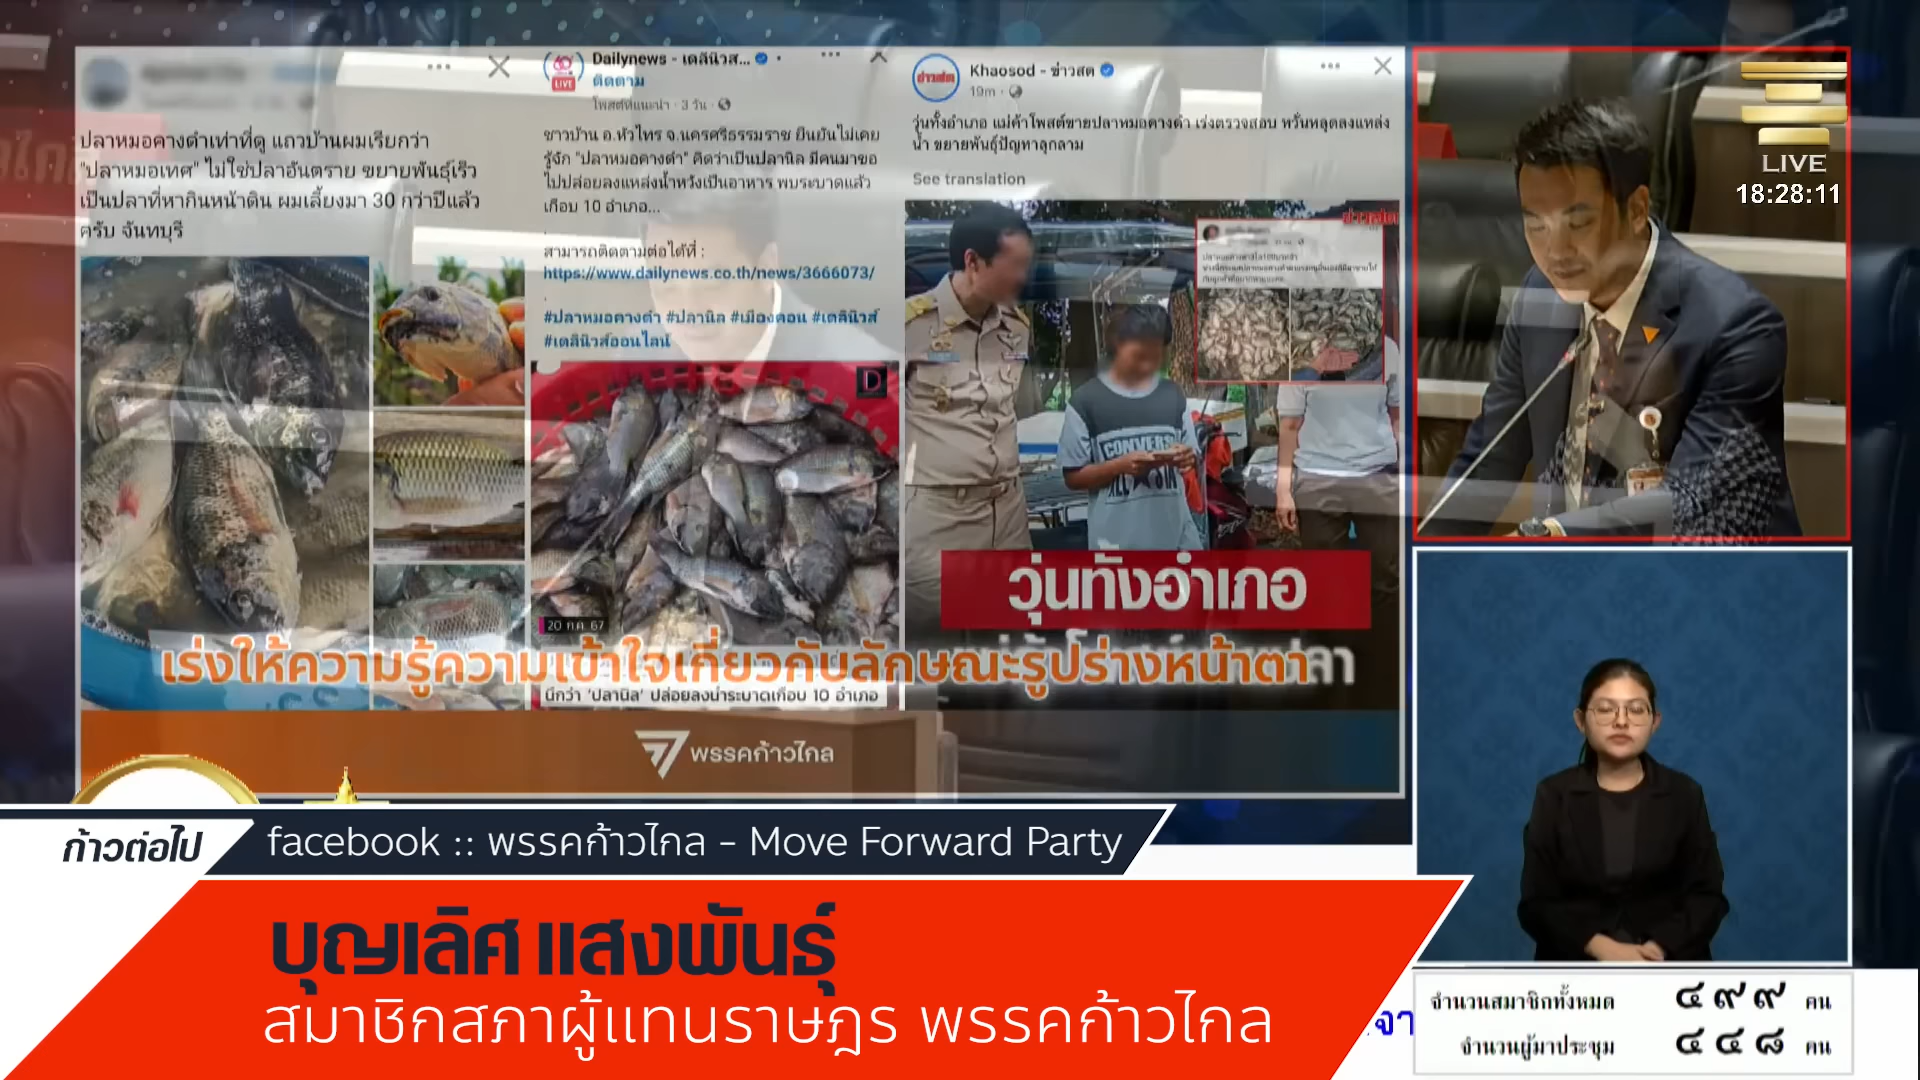 ปลาหมอคางดำเท่าที่ดู แถวบ้านผมเรียกว่า
"ปลาหมอเทศ" ไม่ใช่ปลาอันตราย ขยายพันธุ์เร็ว
เป็นปลาที่หากินหน้าดิน ผมเลี้ยงมา 30 กว่าปีแล้ว
ครับ จันทบุรี
Dailynews - เดลินิวส...
ติดตาม
โพสต์ที่แนะนำ · 3 วัน
LIVE
ชาวบ้าน อ.หัวไทร จ.นครศรีธรรมราช ยืนยันไม่เคย
รู้จัก "ปลาหมอคางดำ" คิดว่าเป็นปลานิล มีคนมาขอ
ไปปล่อยลงแหล่งน้ำหวังเป็นอาหาร พบระบาดแล้ว
เกือบ 10 อำเภอ...
.
สามารถติดตามต่อได้ที่ :
https://www.dailynews.co.th/news/3666073/
.
#ปลาหมอคางดำ #ปลานิล #เมืองคอน #เดลินิวส์
#เดลินิวส์ออนไลน์
D
20 ก.ค. 67
นึกว่า 'ปลานิล' ปล่อยลงน้ำระบาดเกือบ 10 อำเภอ
ข่าวสด
Khaosod - ข่าวสด
19m ·
วุ่นทั้งอำเภอ แม่ค้าโพสต์ขายปลาหมอคางดำ เร่งตรวจสอบ หวั่นหลุดลงแหล่ง
น้ำ ขยายพันธุ์ปัญหาลุกลาม
See translation
ข่าวสด
CONVERSE
วุ่นทั้งอำเภอ
เร่งให้ความรู้ความเข้าใจเกี่ยวกับลักษณะรูปร่างหน้าตา
พรรคก้าวไกล
LIVE
18:28:11
ก้าวต่อไป
facebook :: พรรคก้าวไกล - Move Forward Party
บุญเลิศ แสงพันธุ์
สมาชิกสภาผู้แทนราษฎร พรรคก้าวไกล
จำนวนสมาชิกทั้งหมด ๔๙๙ คน
จำนวนผู้มาประชุม ๔๔๘ คน